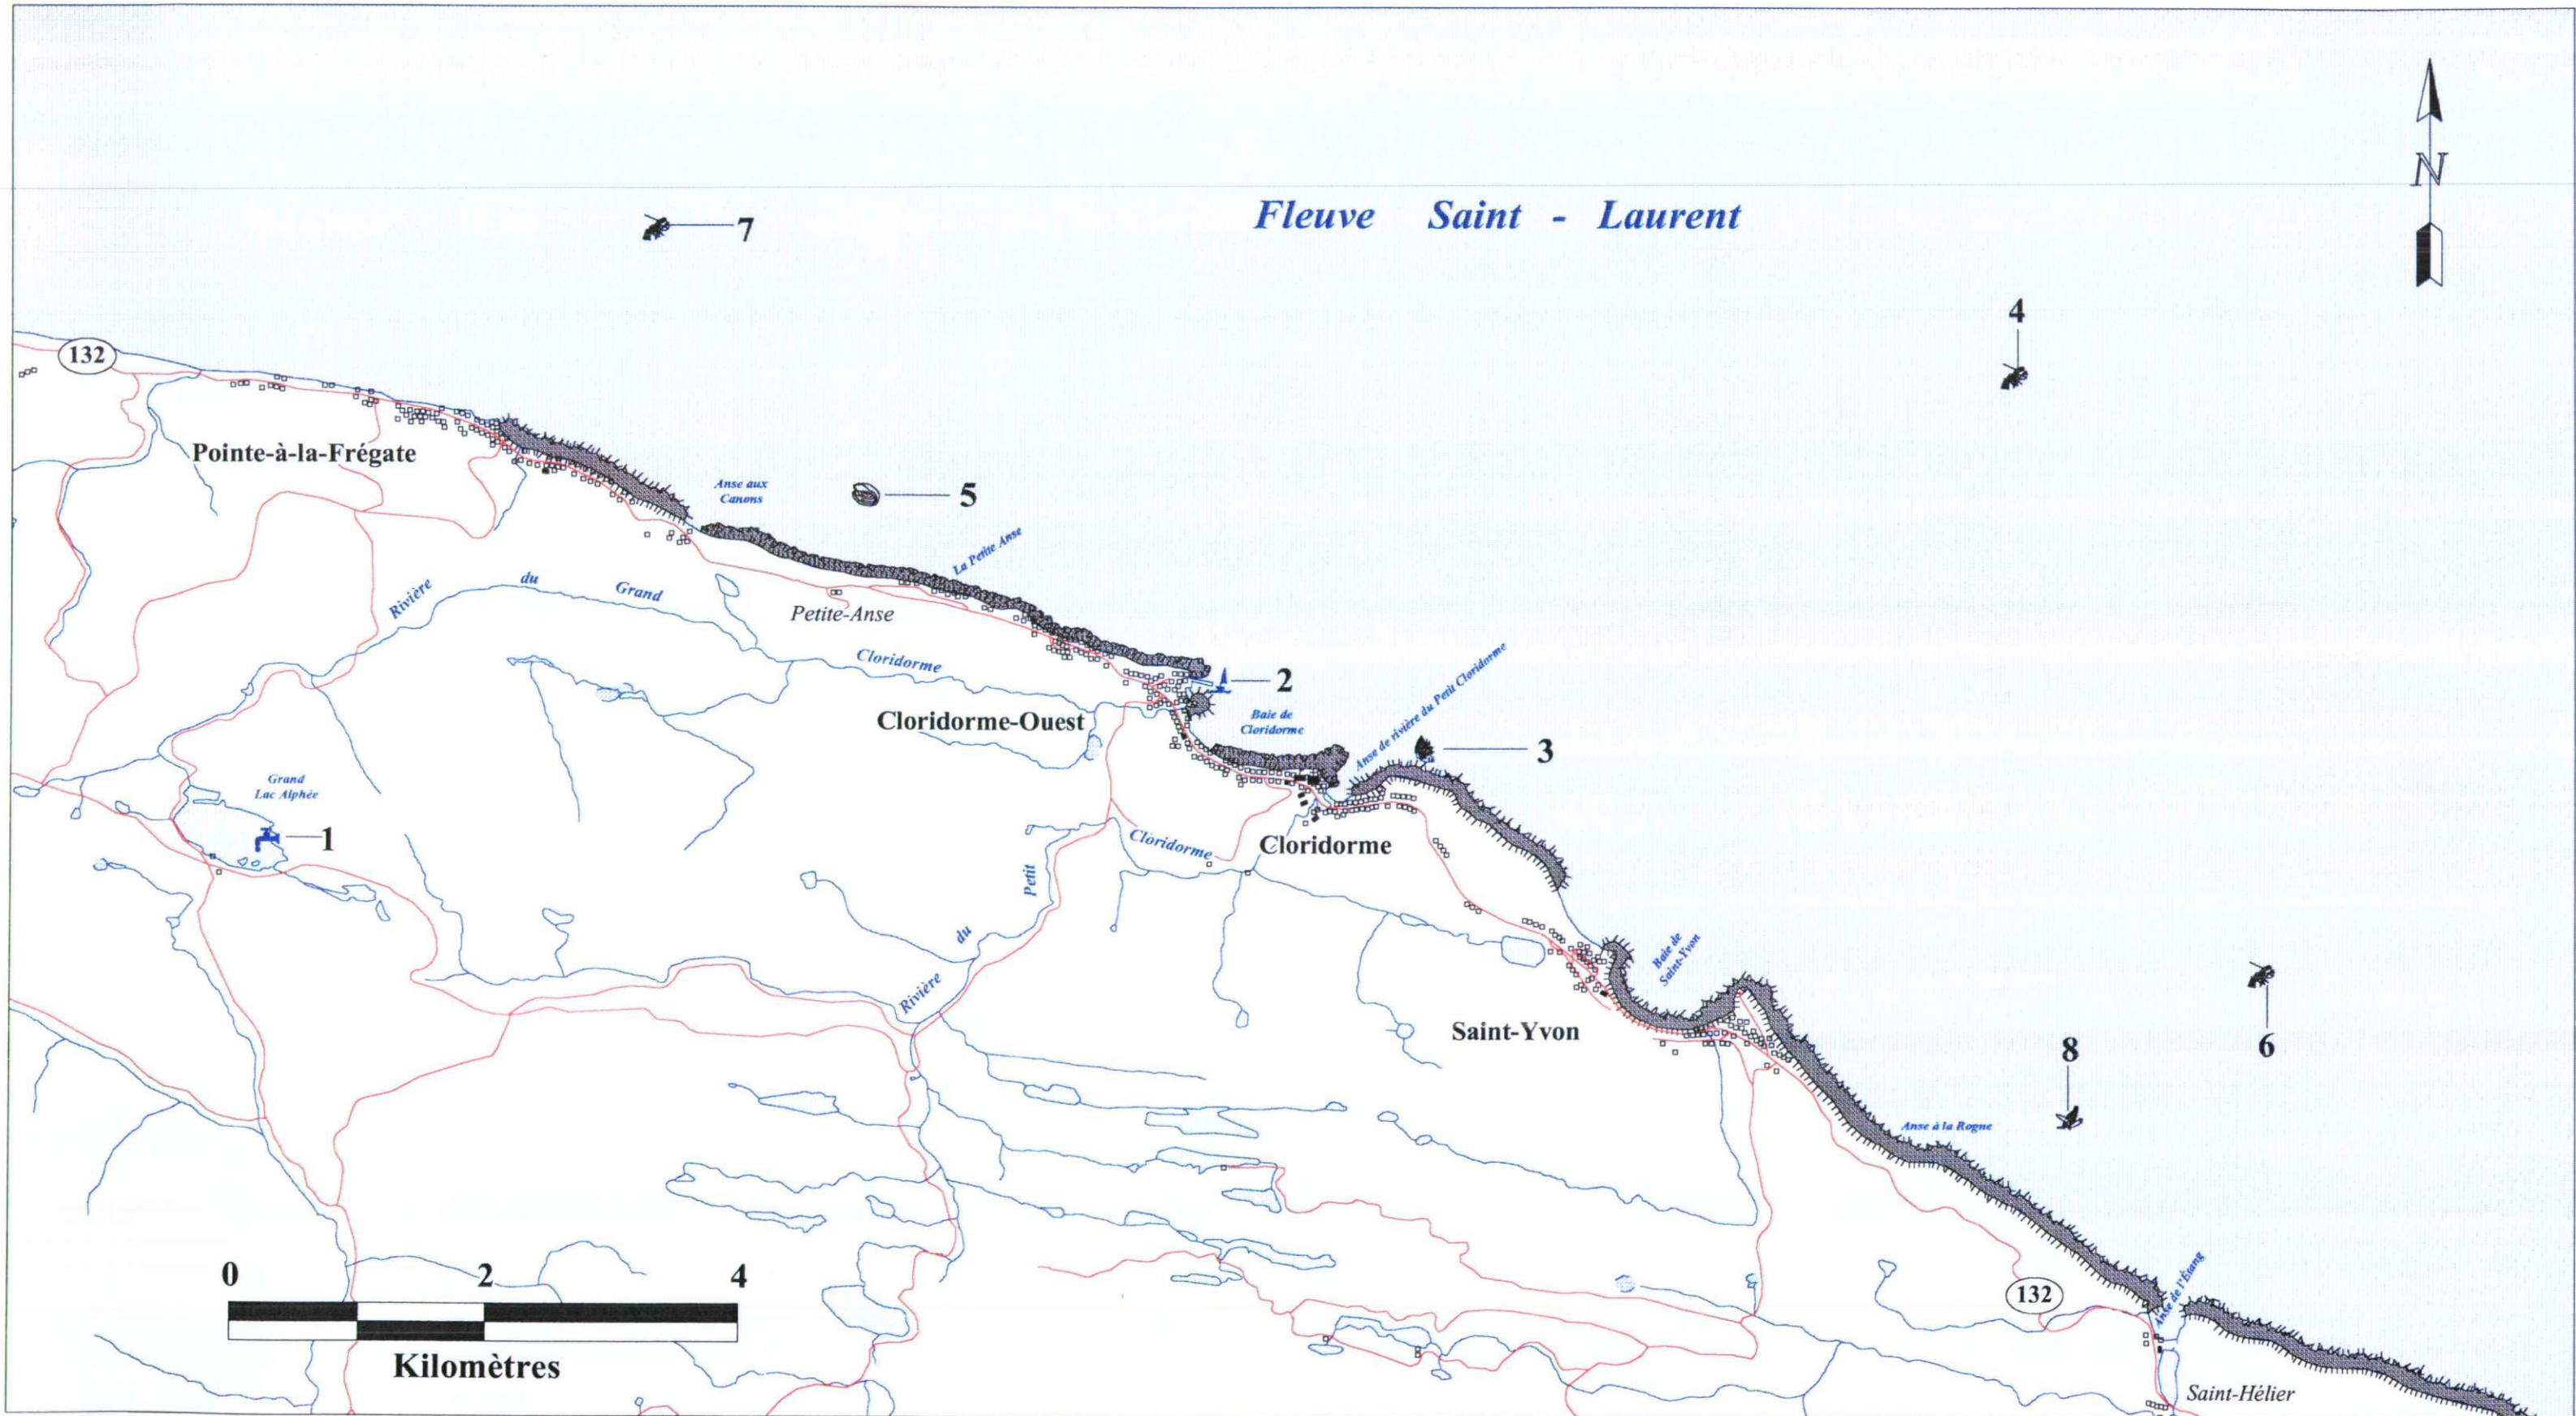 7
Fleuve Saint - Laurent
N
4
132
Pointe-à-la-Frégate
Anse aux
Canons
5
La Petite Anse
Rivière du Grand Cloridorme
Petite-Anse
2
Cloridorme-Ouest
Baie de
Cloridorme
Anse de rivière du Petit Cloridorme
3
Grand
Lac Alphée
1
Cloridorme
Rivière du Petit Cloridorme
Baie de
Saint-Yvon
Saint-Yvon
6
8
Anse à la Rogne
0 2 4
Kilomètres
132
Anse de l'Étang
Saint-Hélier